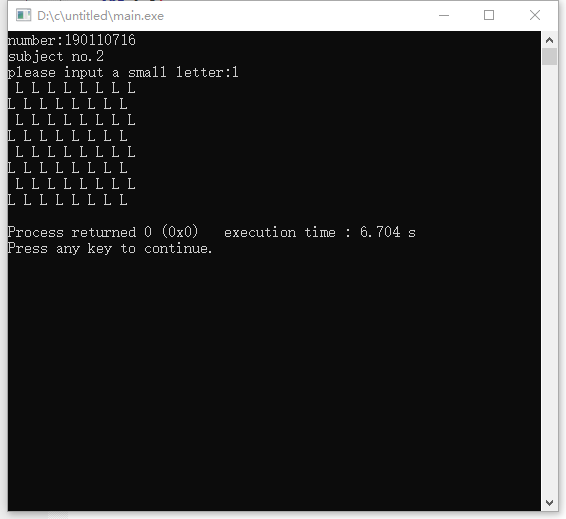 D:\c\untitled\main.exe
number:190110716
subject no.2
please input a small letter:l
 L L L L L L L L
L L L L L L L L
 L L L L L L L L
L L L L L L L L
 L L L L L L L L
L L L L L L L L
 L L L L L L L L
L L L L L L L L
Process returned 0 (0x0)   execution time : 6.704 s
Press any key to continue.